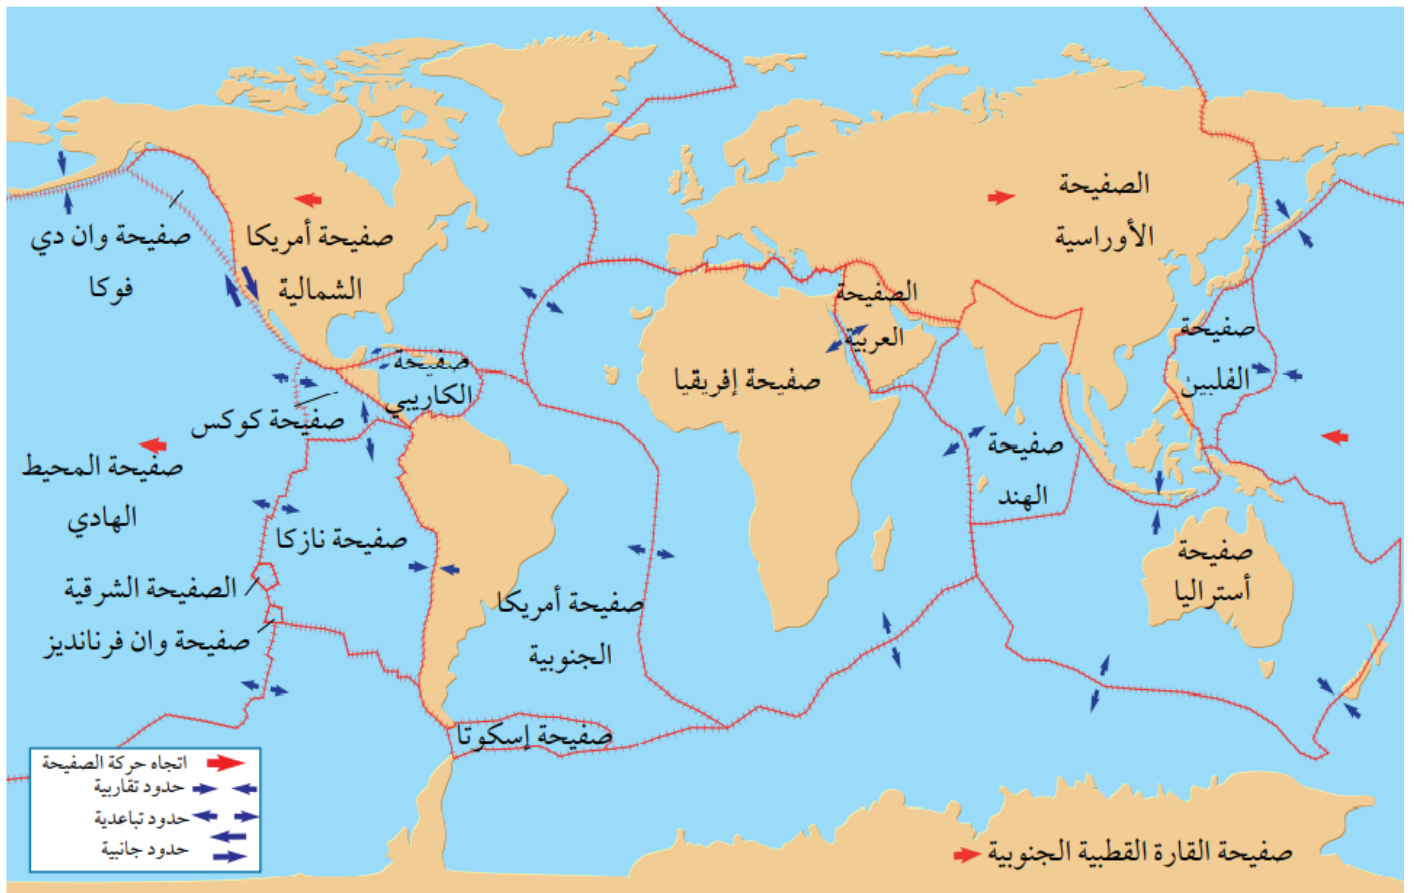 الصفيحة
الأوراسية
صفيحة وان دي
فوكا
صفيحة أمريكا
الشمالية
الصفيحة
العربية
صفيحة
الفلبين
صفيحة
الكاريبي
صفيحة إفريقيا
صفيحة كوكس
صفيحة
الهند
صفيحة المحيط
الهادي
صفيحة نازكا
صفيحة
أستراليا
الصفيحة الشرقية
صفيحة أمريكا
الجنوبية
صفيحة وان فرنانديز
صفيحة إسكوتا
صفيحة القارة القطبية الجنوبية
اتجاه حركة الصفيحة
حدود تقاربية
حدود تباعدية
حدود جانبية